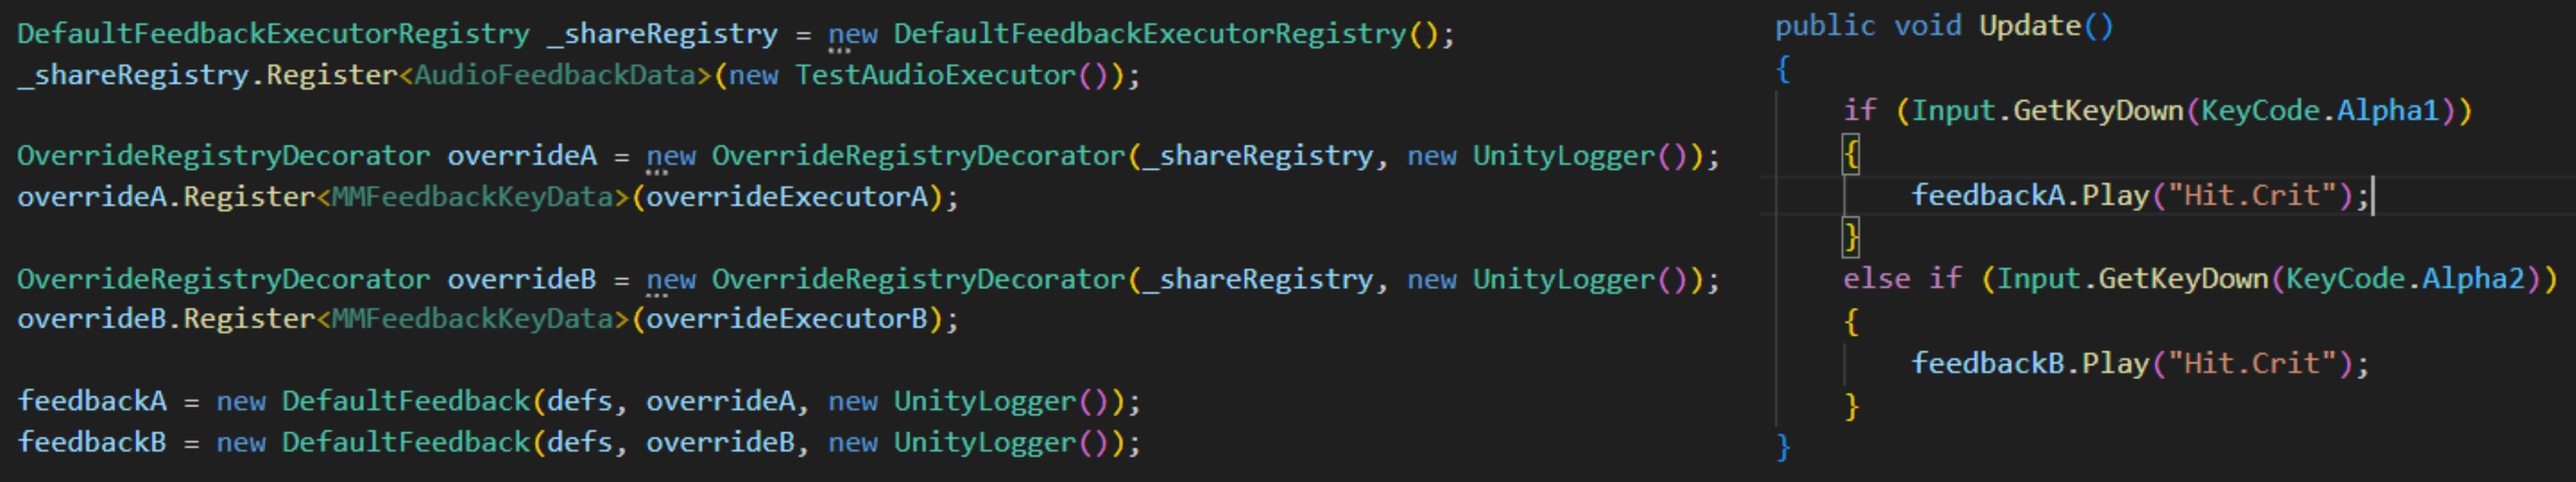 DefaultFeedbackExecutorRegistry _shareRegistry = new DefaultFeedbackExecutorRegistry();
_shareRegistry.Register<AudioFeedbackData>(new TestAudioExecutor());
OverrideRegistryDecorator overrideA = new OverrideRegistryDecorator(_shareRegistry, new UnityLogger());
overrideA.Register<MMFeedbackKeyData>(overrideExecutorA);
OverrideRegistryDecorator overrideB = new OverrideRegistryDecorator(_shareRegistry, new UnityLogger());
overrideB.Register<MMFeedbackKeyData>(overrideExecutorB);
feedbackA = new DefaultFeedback(defs, overrideA, new UnityLogger());
feedbackB = new DefaultFeedback(defs, overrideB, new UnityLogger());
public void Update()
{
if (Input.GetKeyDown(KeyCode.Alpha1))
{
feedbackA.Play("Hit.Crit");
}
else if (Input.GetKeyDown(KeyCode.Alpha2))
{
feedbackB.Play("Hit.Crit");
}
}